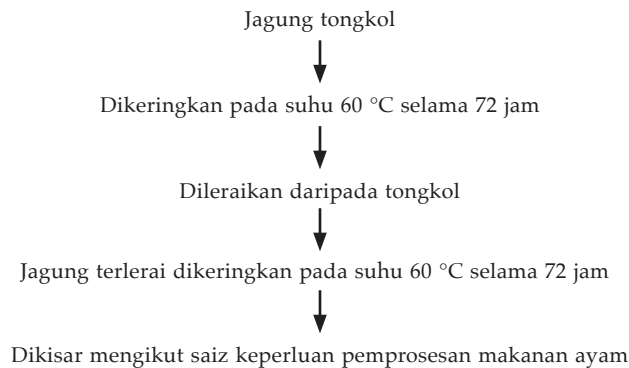 Jagung tongkol
Dikeringkan pada suhu 60 °C selama 72 jam
Dileraikan daripada tongkol
Jagung terlerai dikeringkan pada suhu 60 °C selama 72 jam
Dikisar mengikut saiz keperluan pemprosesan makanan ayam